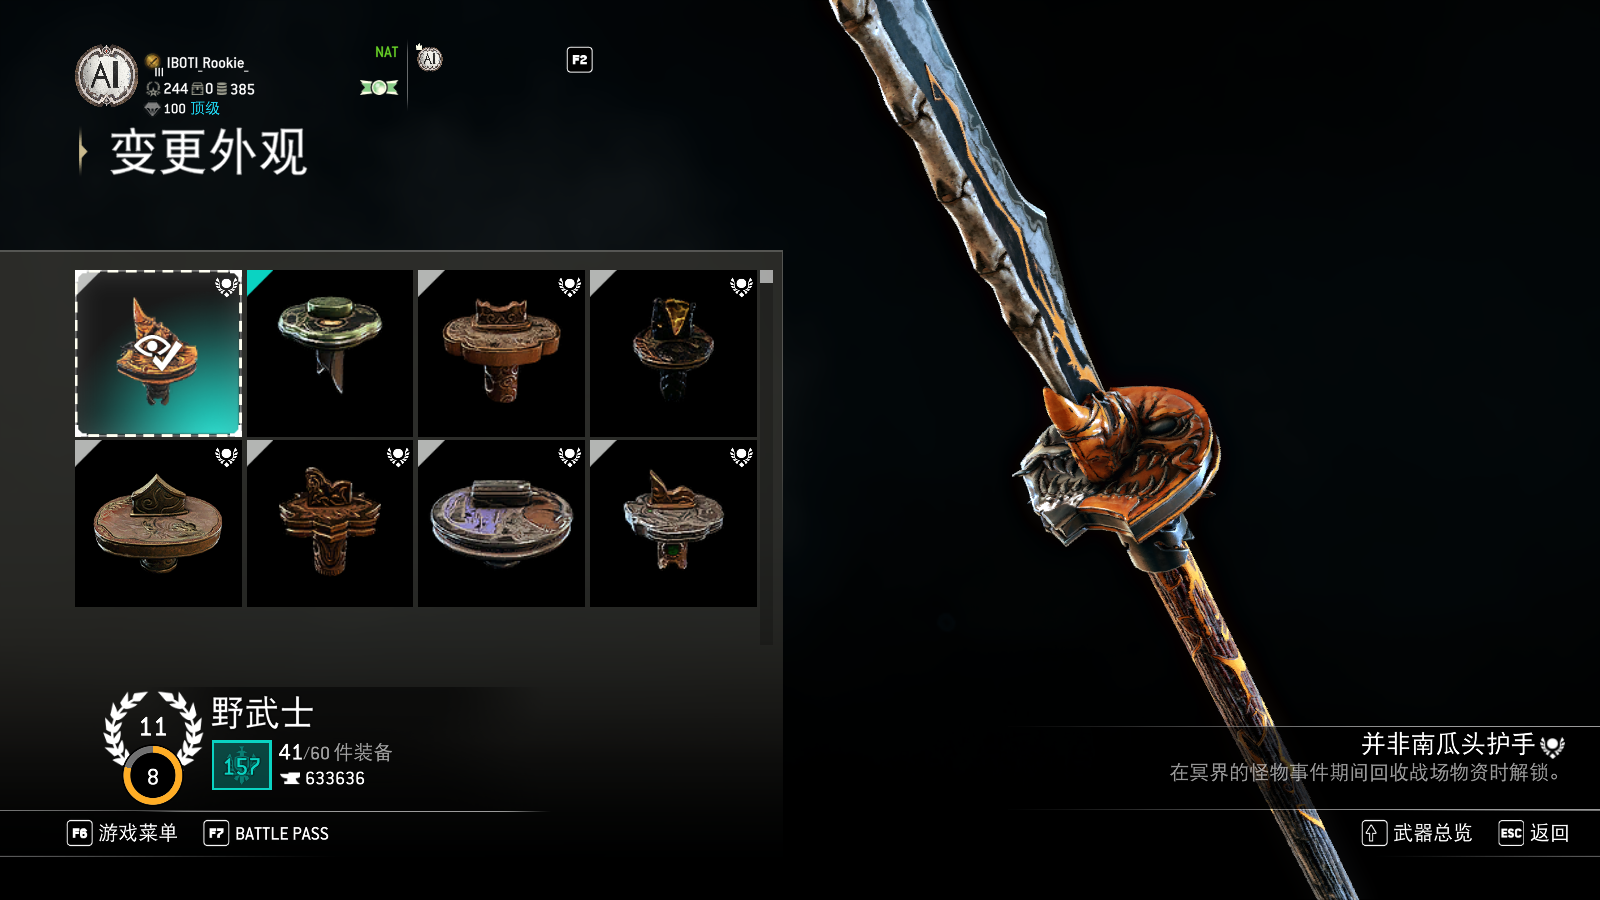 AI
IBOTI_Rookie_
III
244 0 385
100 顶级
NAT
AI
F2
变更外观
11
8
野武士
157
41/60 件装备
633636
并非南瓜头护手
在冥界的怪物事件期间回收战场物资时解锁。
F6 游戏菜单
F7 BATTLE PASS
武器总览
ESC 返回